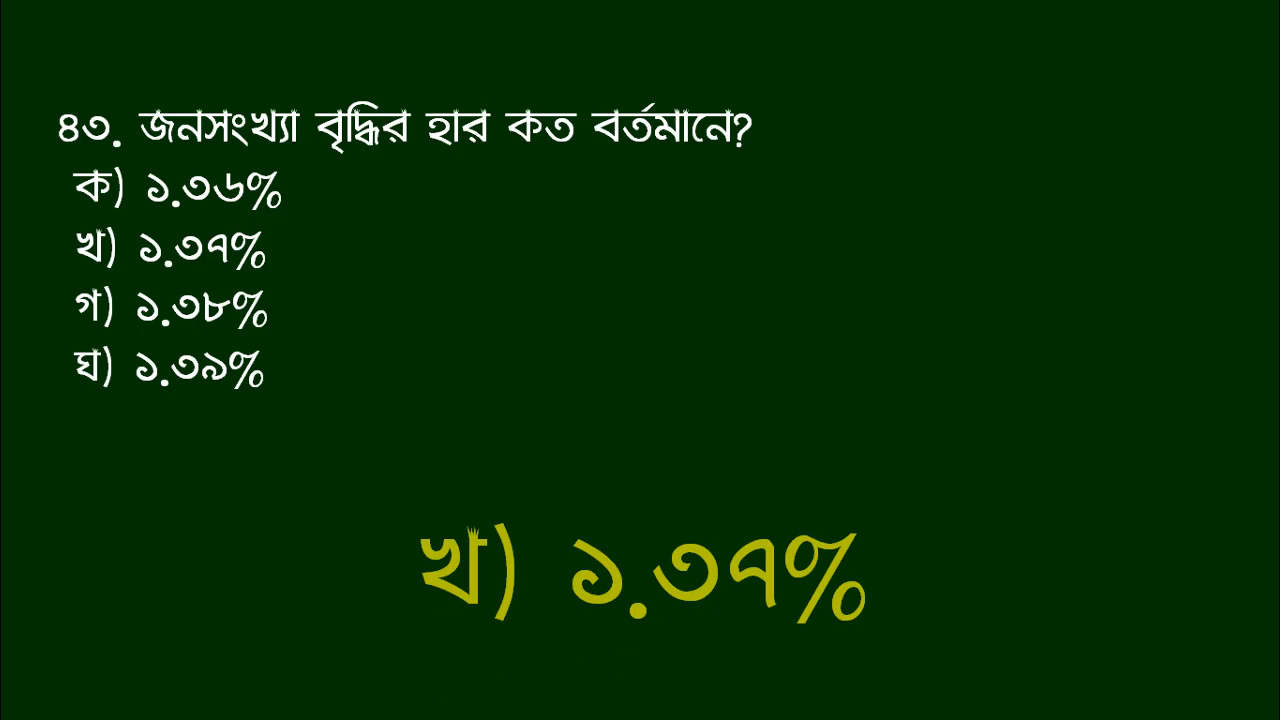 ৪৩. জনসংখ্যা বৃদ্ধির হার কত বর্তমানে?
ক) ১.৩৬%
খ) ১.৩৭%
গ) ১.৩৮%
ঘ) ১.৩৯%
খ) ১.৩৭%